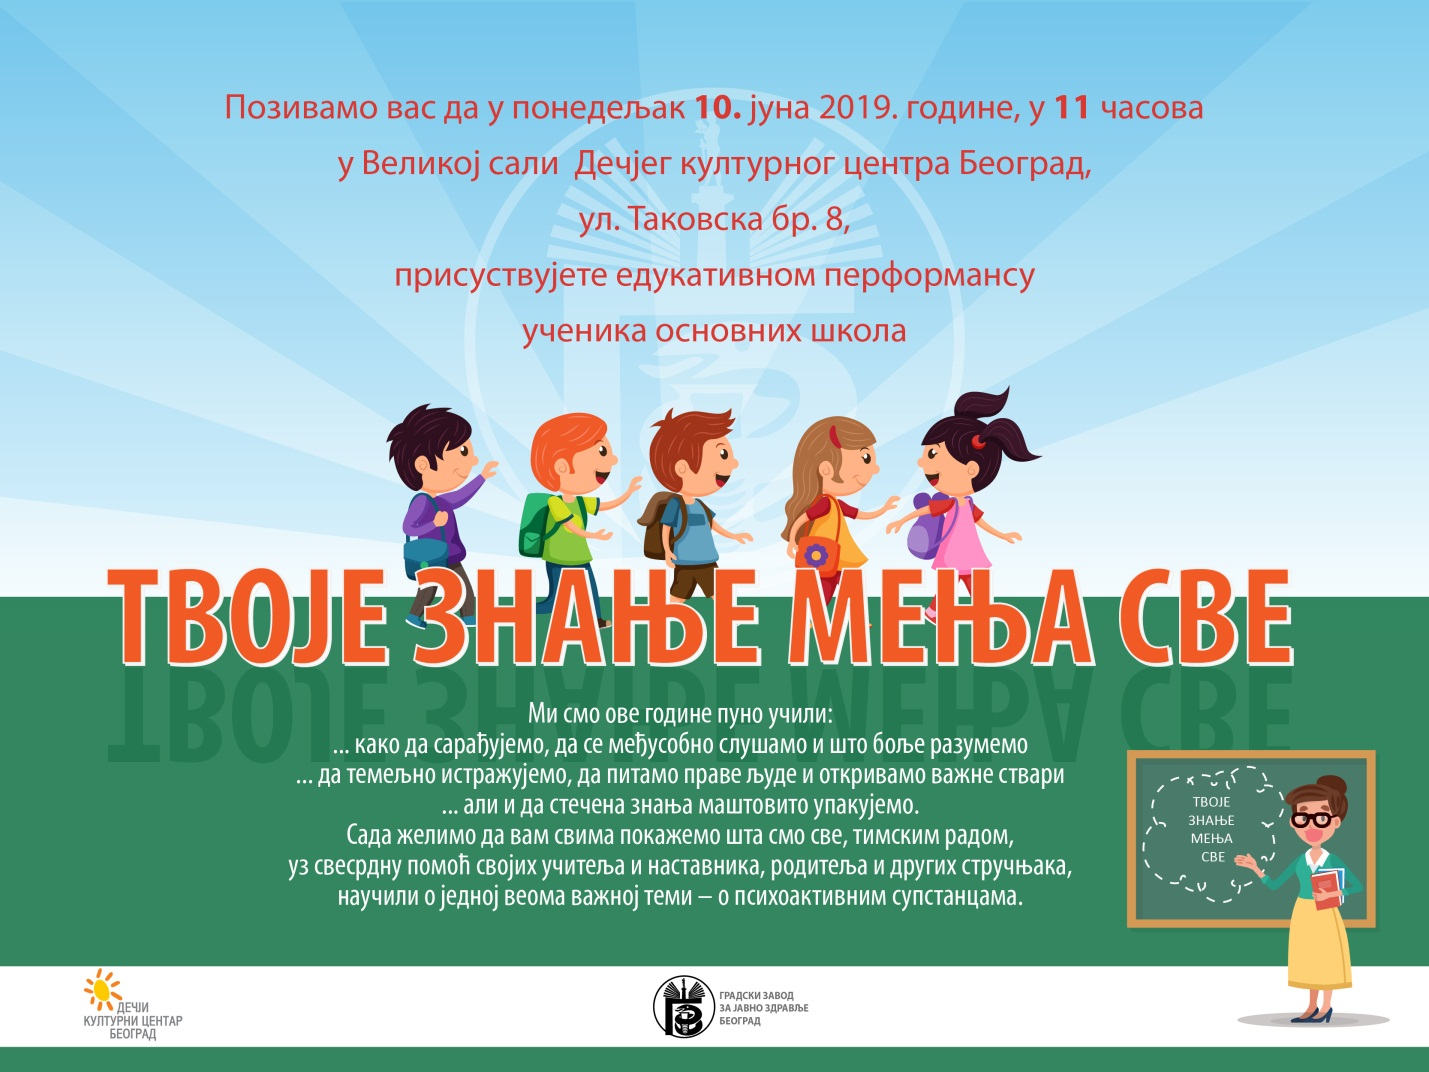 Позивамо вас да у понедељак 10. јуна 2019. године, у 11 часова
у Великој сали Дечјег културног центра Београд,
ул. Таковска бр. 8,
присуствујете едукативном перформансу
ученика основних школа
ТВОЈЕ ЗНАЊЕ МЕЊА СВЕ
Ми смо ове године пуно учили:
... како да сарађујемо, да се међусобно слушамо и што боље разумемо
... да темељно истражујемо, да питамо праве људе и откривамо важне ствари
... али и да стечена знања маштовито упакујемо.
Сада желимо да вам свима покажемо шта смо све, тимским радом,
уз свесрдну помоћ својих учитеља и наставника, родитеља и других стручњака,
научили о једној веома важној теми – о психоактивним супстанцама.
ТВОЈЕ
ЗНАЊЕ
МЕЊА
СВЕ
ДЕЧЈИ
КУЛТУРНИ ЦЕНТАР
БЕОГРАД
ГРАДСКИ ЗАВОД
ЗА ЈАВНО ЗДРАВЉЕ
БЕОГРАД